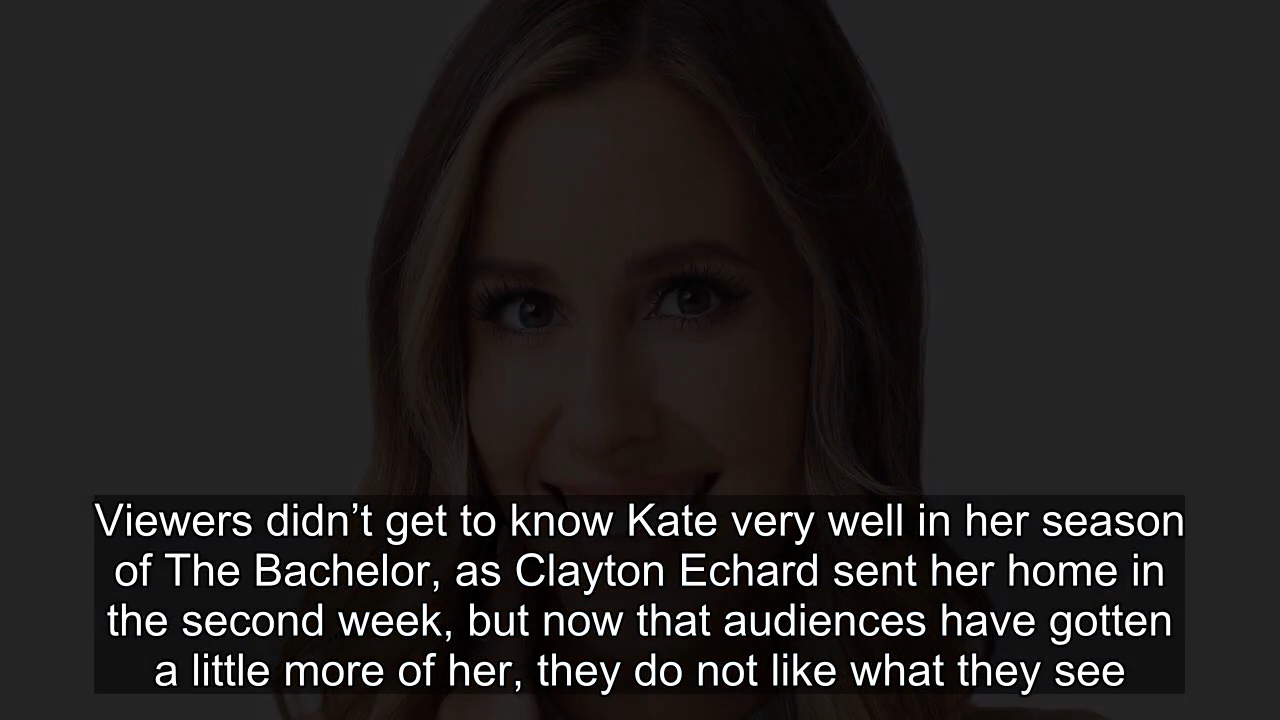 Viewers didn’t get to know Kate very well in her season
of The Bachelor, as Clayton Echard sent her home in
the second week, but now that audiences have gotten
a little more of her, they do not like what they see